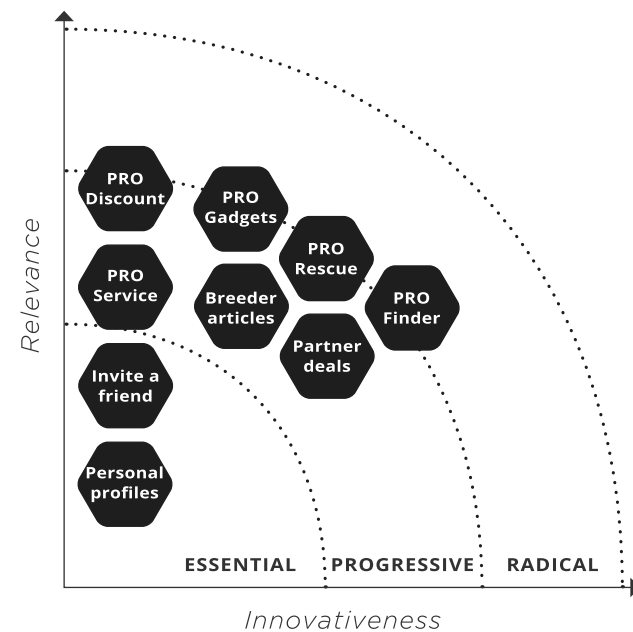 Relevance
PRO
Discount
PRO
Gadgets
PRO
Rescue
PRO
Service
Breeder
articles
PRO
Finder
Partner
deals
Invite a
friend
Personal
profiles
ESSENTIAL
PROGRESSIVE
RADICAL
Innovativeness